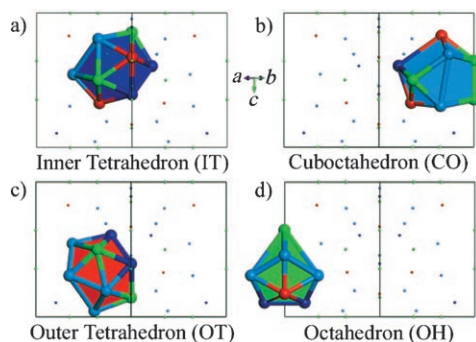 a)
b)
a b
c
Inner Tetrahedron (IT)
Cuboctahedron (CO)
c)
d)
Outer Tetrahedron (OT)
Octahedron (OH)